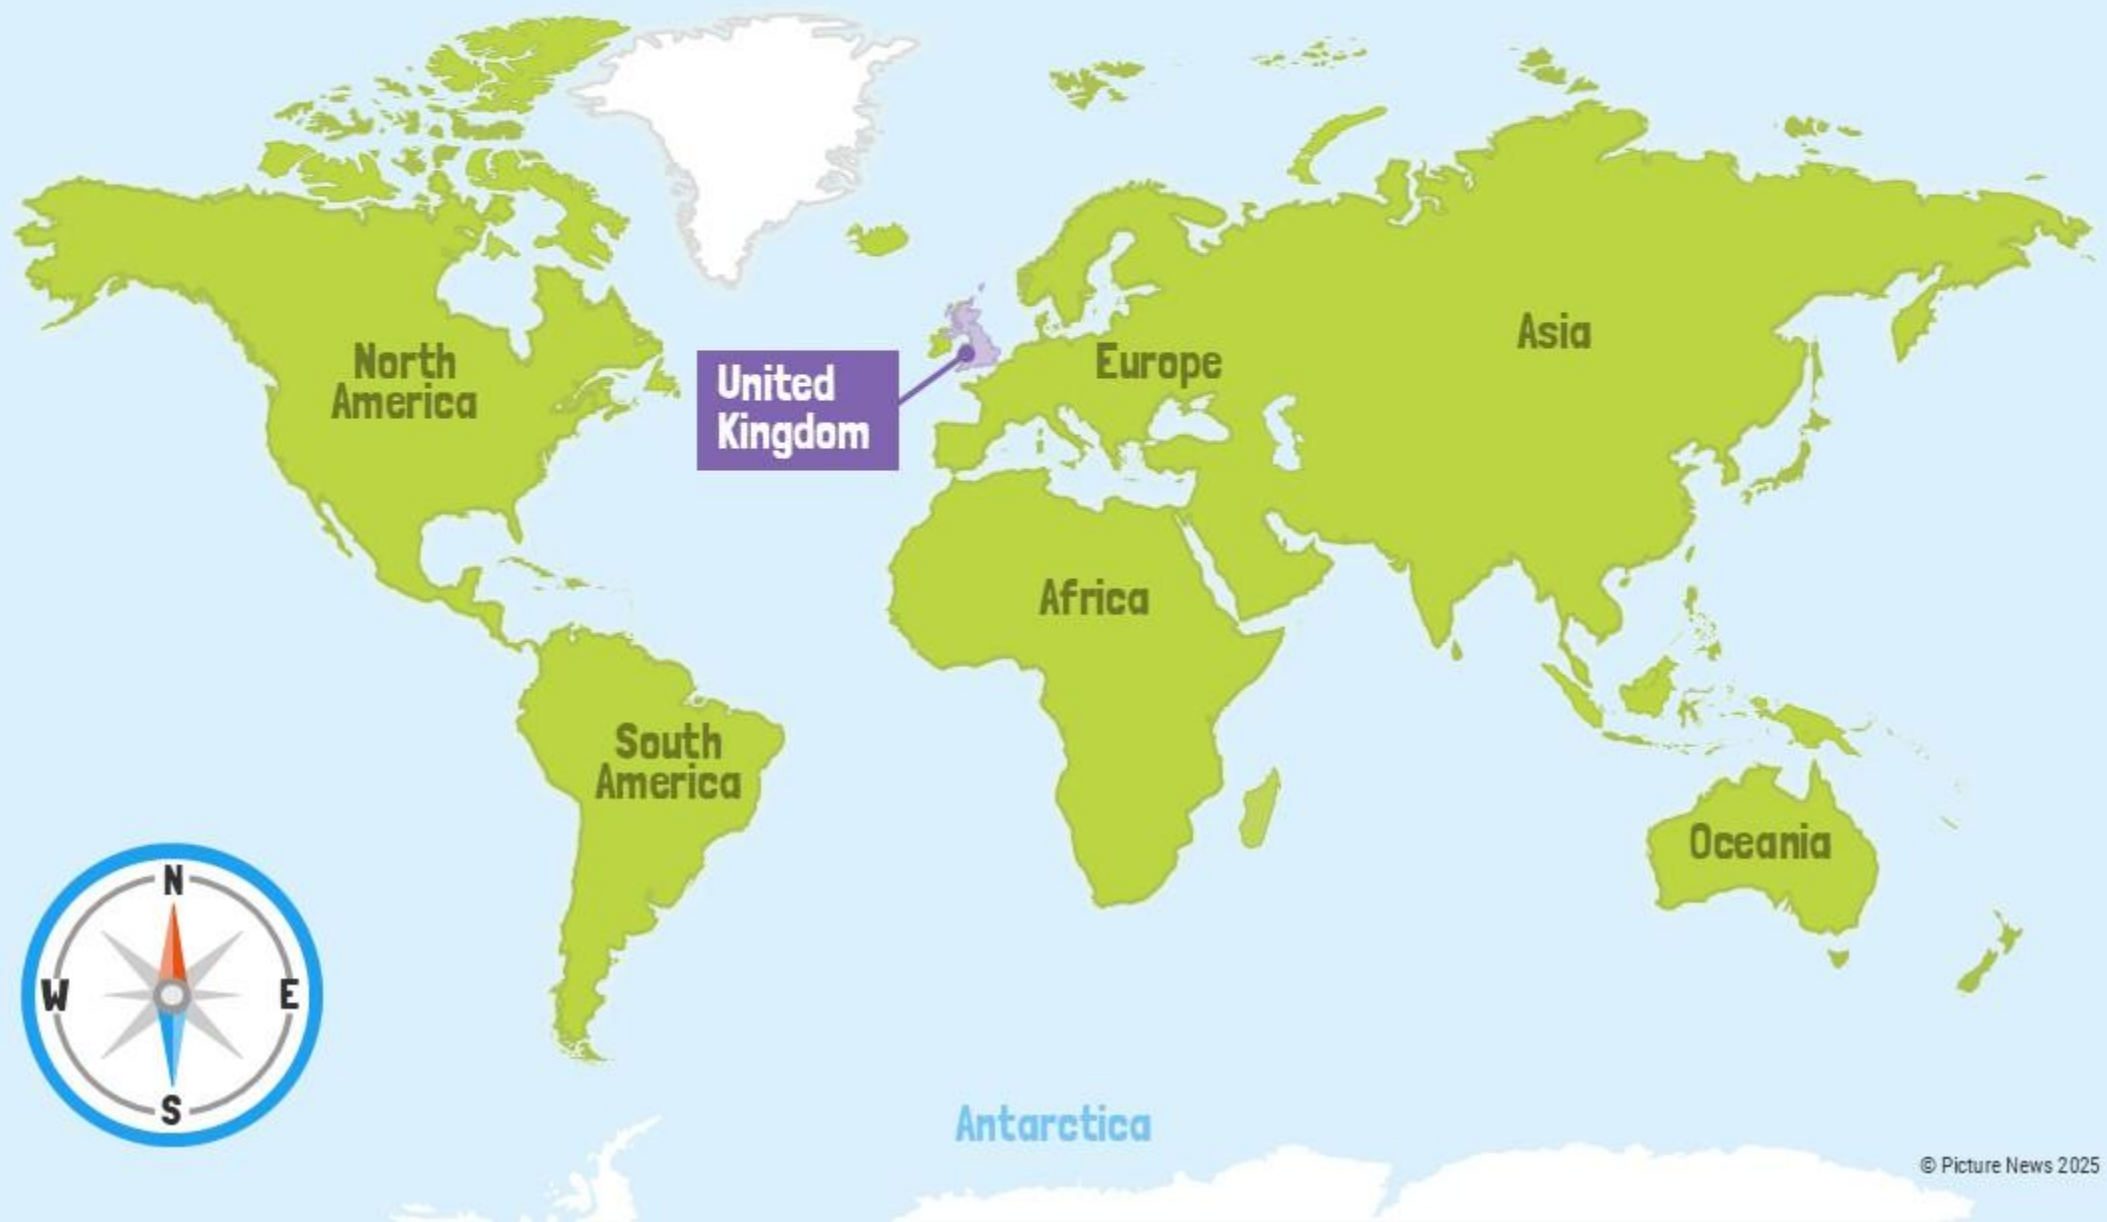 North
America
United
Kingdom
Europe
Asia
Africa
South
America
Oceania
N
W
E
S
Antarctica
© Picture News 2025